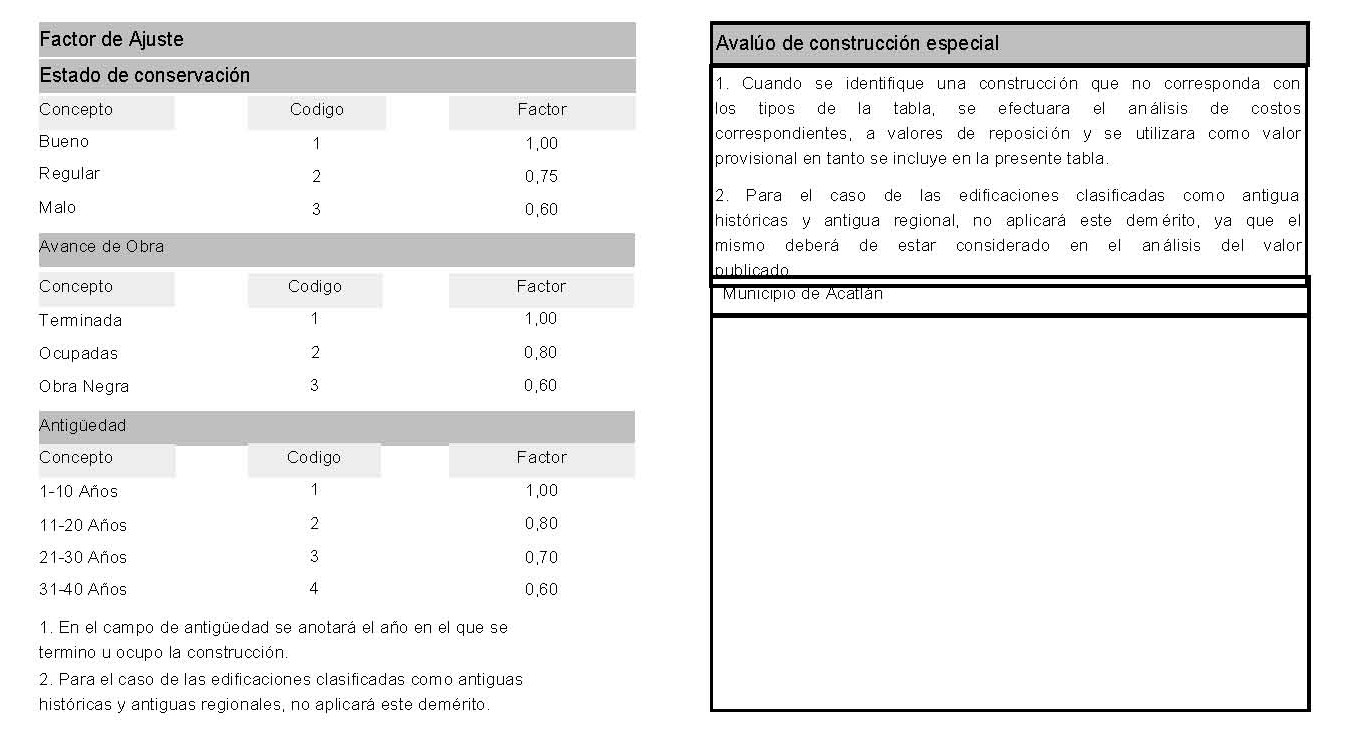 Factor de Ajuste
Estado de conservación
Concepto Codigo Factor
Bueno 1 1,00
Regular 2 0,75
Malo 3 0,60
Avance de Obra
Concepto Codigo Factor
Terminada 1 1,00
Ocupadas 2 0,80
Obra Negra 3 0,60
Antigüedad
Concepto Codigo Factor
1-10 Años 1 1,00
11-20 Años 2 0,80
21-30 Años 3 0,70
31-40 Años 4 0,60
1. En el campo de antigüedad se anotará el año en el que se
termino u ocupo la construcción.
2. Para el caso de las edificaciones clasificadas como antiguas
históricas y antiguas regionales, no aplicará este demérito.
Avalúo de construcción especial
1. Cuando se identifique una construcción que no corresponda con
los tipos de la tabla, se efectuara el análisis de costos
correspondientes, a valores de reposición y se utilizara como valor
provisional en tanto se incluye en la presente tabla.
2. Para el caso de las edificaciones clasificadas como antigua
históricas y antigua regional, no aplicará este demérito, ya que el
mismo deberá de estar considerado en el análisis del valor
publicado
Municipio de Acatlán